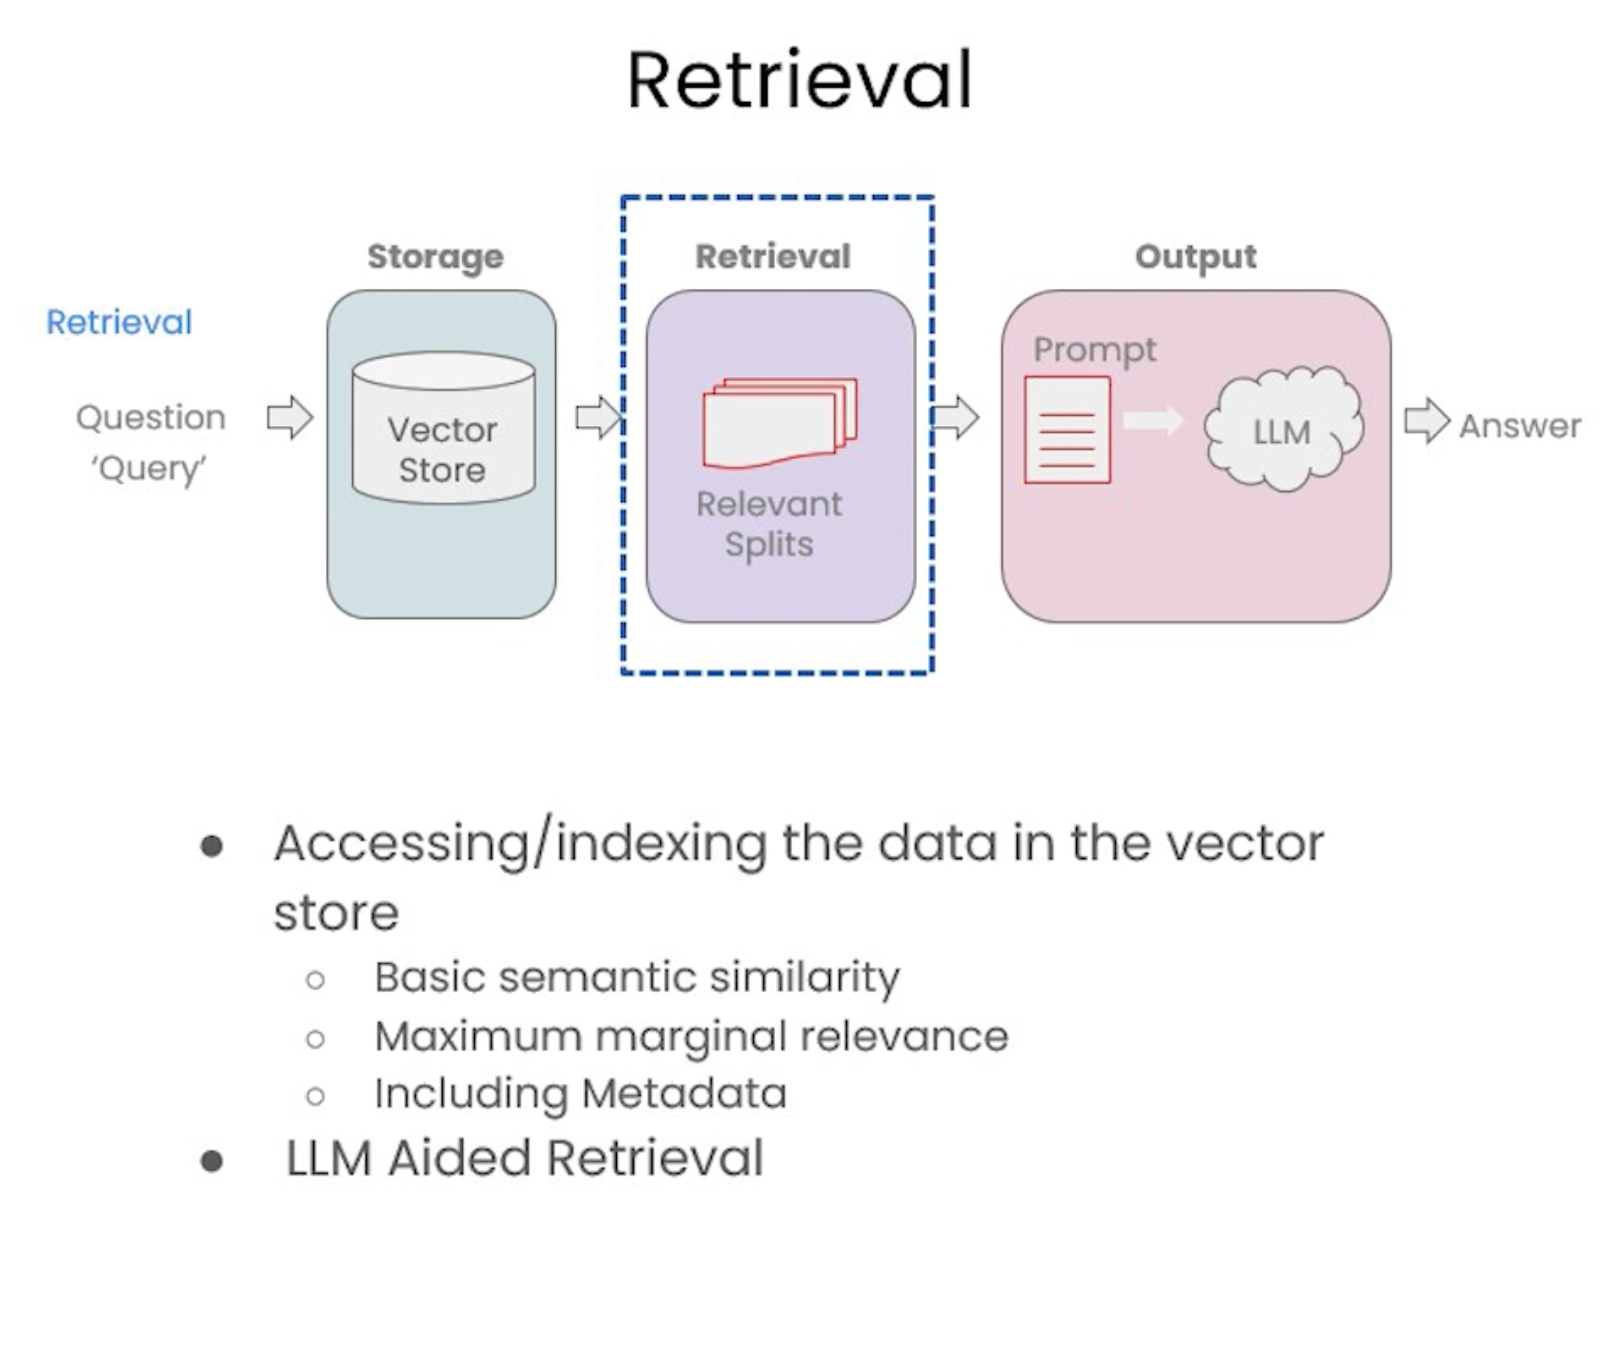 Retrieval
Storage
Retrieval
Output
Retrieval
Question
‘Query’
Vector
Store
Relevant
Splits
Prompt
LLM
Answer
● Accessing/indexing the data in the vector
store
○ Basic semantic similarity
○ Maximum marginal relevance
○ Including Metadata
● LLM Aided Retrieval